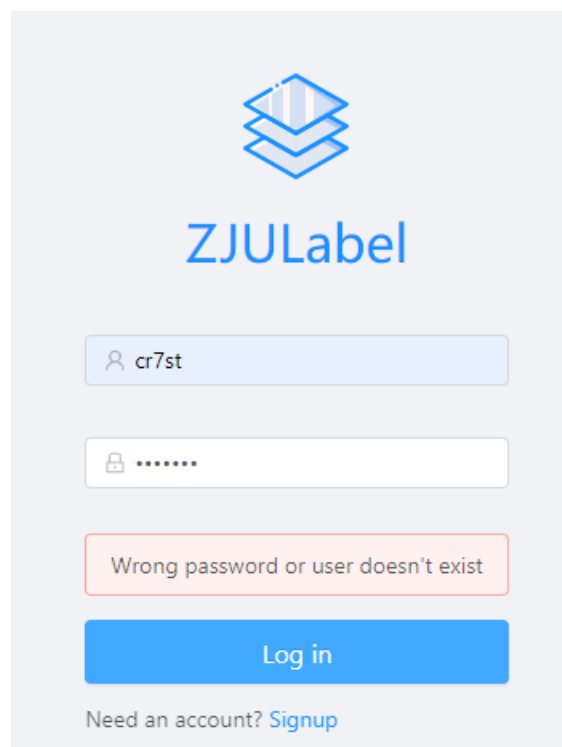 ZJULabel
cr7st
•••••••
Wrong password or user doesn't exist
Log in
Need an account? Signup